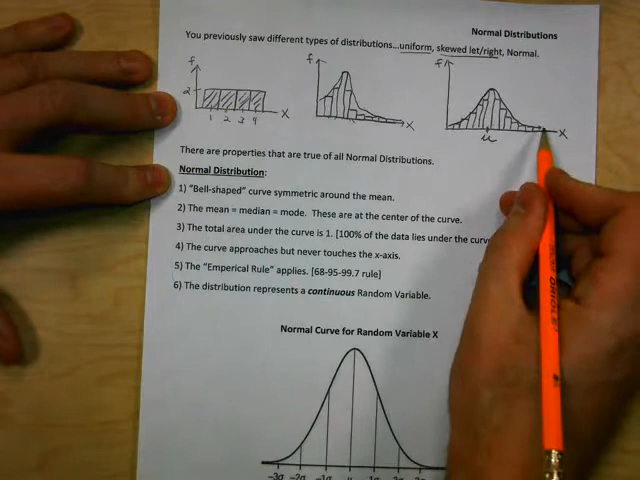 Normal Distributions
You previously saw different types of distributions...uniform, skewed let/right, Normal.
f
2
1 2 3 4
X
f
X
f
μ
X
There are properties that are true of all Normal Distributions.
Normal Distribution:
1) "Bell-shaped" curve symmetric around the mean.
2) The mean = median = mode. These are at the center of the curve.
3) The total area under the curve is 1. [100% of the data lies under the curve
4) The curve approaches but never touches the x-axis.
5) The "Emperical Rule" applies. [68-95-99.7 rule]
6) The distribution represents a continuous Random Variable.
Normal Curve for Random Variable X
-3σ -2σ -1σ μ
ORIOLE